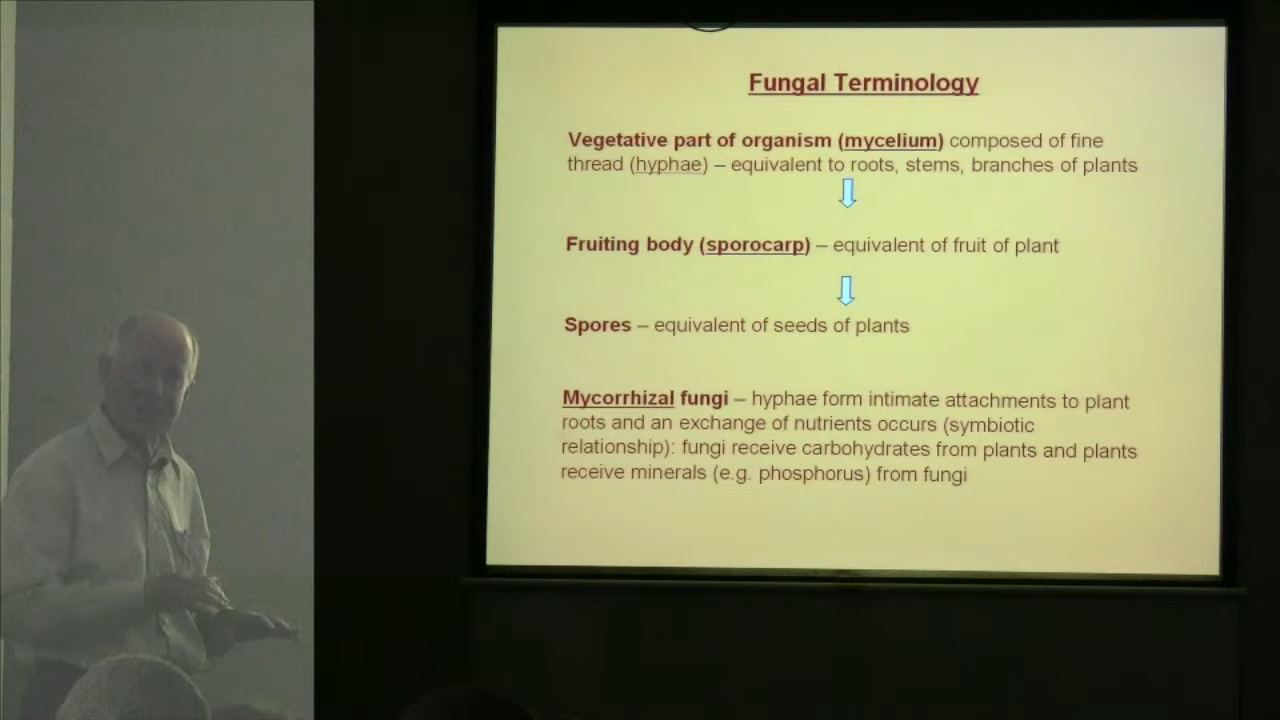 Fungal Terminology
Vegetative part of organism (mycelium) composed of fine
thread (hyphae) – equivalent to roots, stems, branches of plants
Fruiting body (sporocarp) – equivalent of fruit of plant
Spores – equivalent of seeds of plants
Mycorrhizal fungi – hyphae form intimate attachments to plant
roots and an exchange of nutrients occurs (symbiotic
relationship): fungi receive carbohydrates from plants and plants
receive minerals (e.g. phosphorus) from fungi